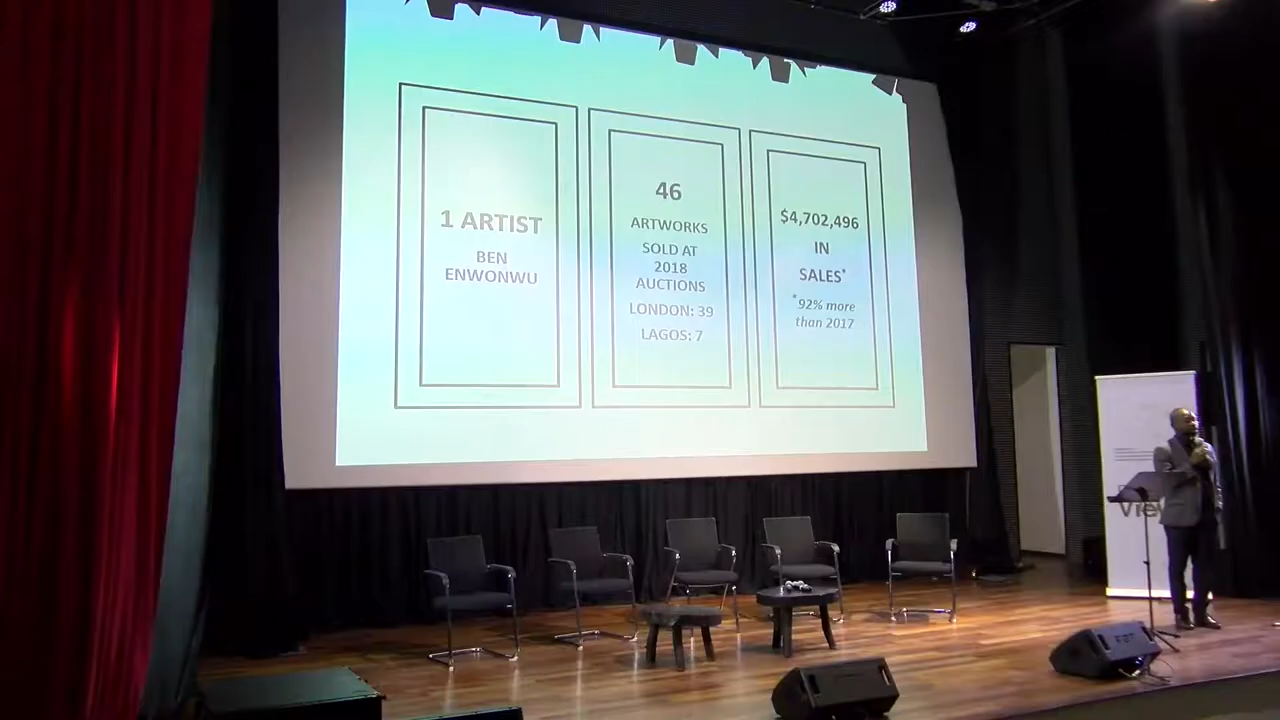 1 ARTIST
BEN
ENWONWU
46
ARTWORKS
SOLD AT
2018
AUCTIONS
LONDON: 39
LAGOS: 7
$4,702,496
IN
SALES*
*92% more
than 2017